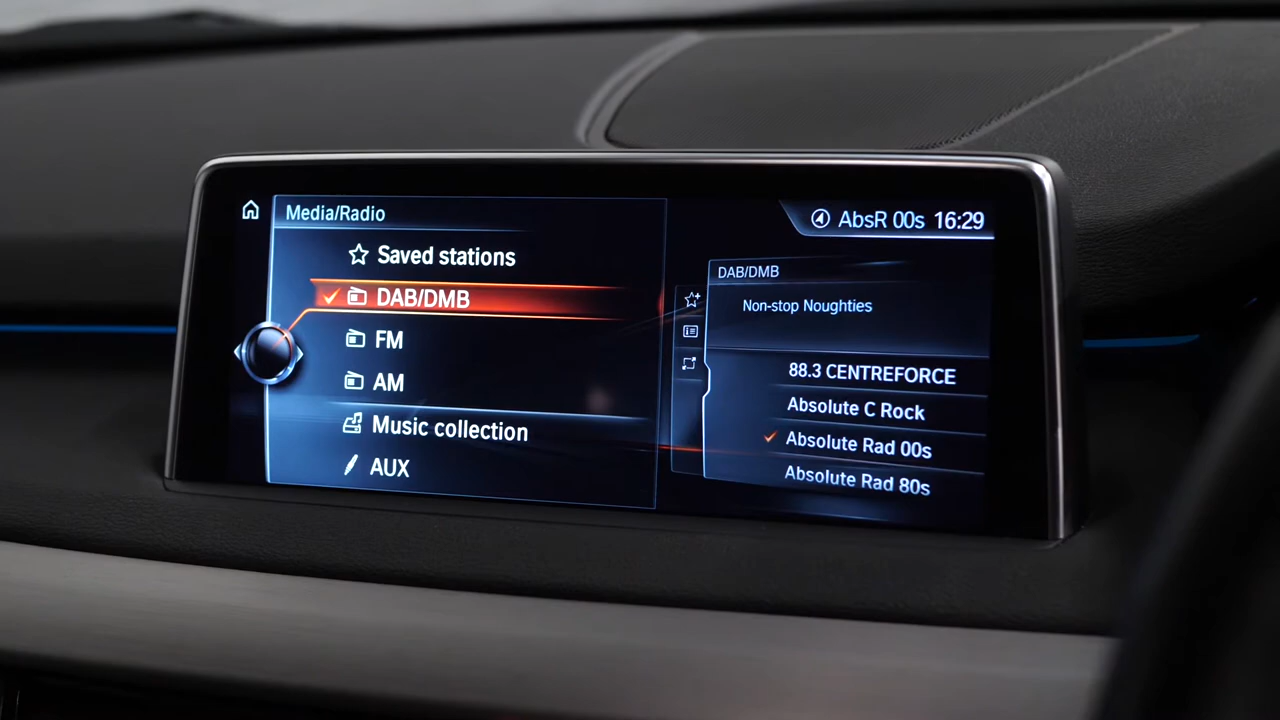 Media/Radio
AbsR 00s 16:29
Saved stations
DAB/DMB
FM
AM
Music collection
AUX
DAB/DMB
Non-stop Noughties
88.3 CENTREFORCE
Absolute C Rock
Absolute Rad 00s
Absolute Rad 80s